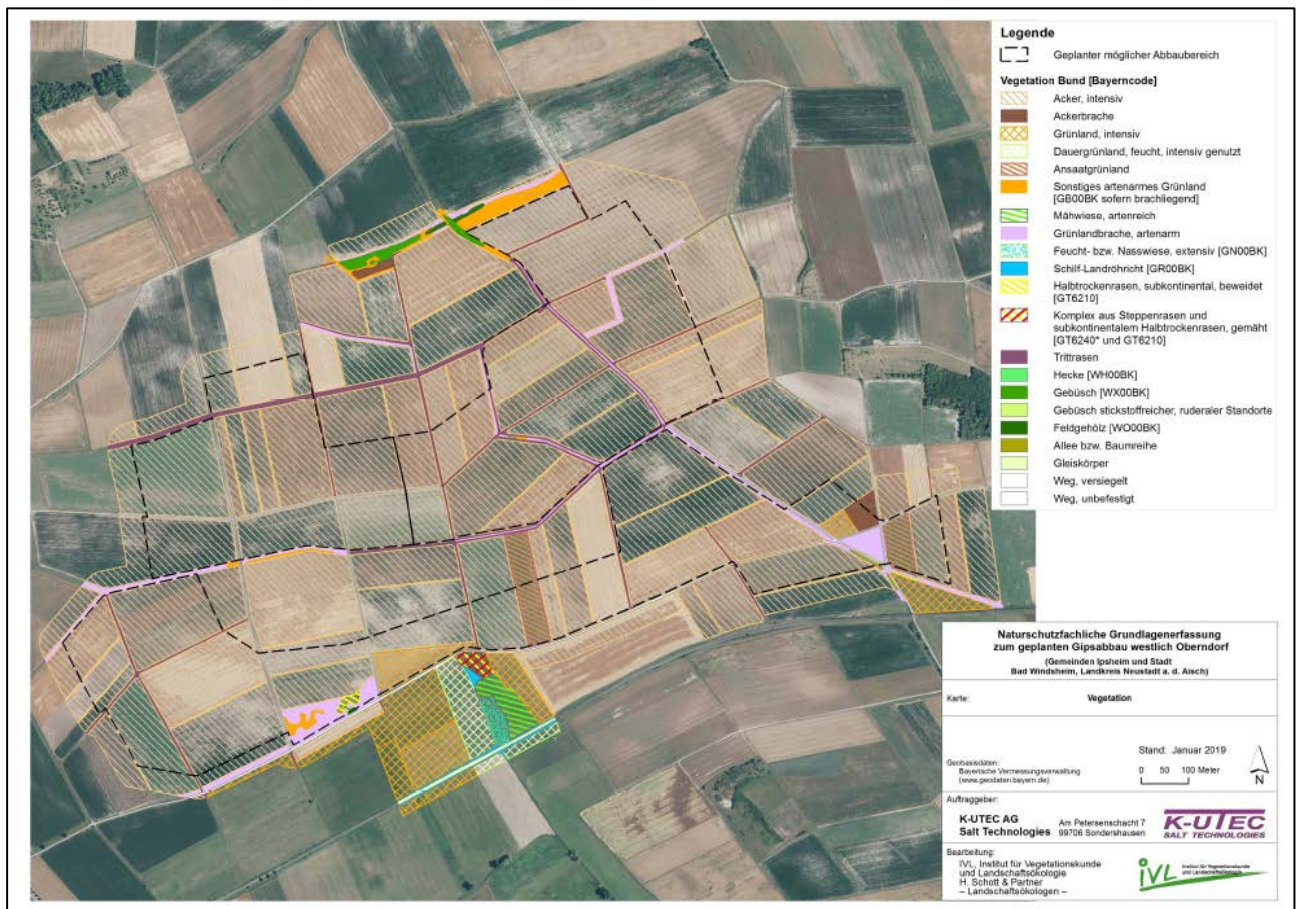 Legende
Geplanter möglicher Abbaubereich
Vegetation Bund [Bayerncode]
Acker, intensiv
Ackerbrache
Grünland, intensiv
Dauergrünland, feucht, intensiv genutzt
Ansaatgrünland
Sonstiges artenarmes Grünland
[GB00BK sofern brachliegend]
Mähwiese, artenreich
Grünlandbrache, artenarm
Feucht- bzw. Nasswiese, extensiv [GN00BK]
Schilf-Landröhricht [GR00BK]
Halbtrockenrasen, subkontinental, beweidet
[GT6210]
Komplex aus Steppenrasen und
subkontinentalem Halbtrockenrasen, gemäht
[GT6240* und GT6210]
Trittrasen
Hecke [WH00BK]
Gebüsch [WX00BK]
Gebüsch stickstoffreicher, ruderaler Standorte
Feldgehölz [WO00BK]
Allee bzw. Baumreihe
Gleiskörper
Weg, versiegelt
Weg, unbefestigt
Naturschutzfachliche Grundlagenerfassung
zum geplanten Gipsabbau westlich Oberndorf
(Gemeinden Ipsheim und Stadt
Bad Windsheim, Landkreis Neustadt a. d. Aisch)
Karte: Vegetation
Stand: Januar 2019
Geobasisdaten:
Bayerische Vermessungsverwaltung
(www.geodaten.bayern.de)
0 50 100 Meter
N
Auftraggeber:
K-UTEC AG
Salt Technologies
Am Petersenschacht 7
99706 Sondershausen
K-UTEC
SALT TECHNOLOGIES
Bearbeitung:
IVL, Institut für Vegetationskunde
und Landschaftsökologie
H. Schott & Partner
– Landschaftsökologen –
IVL
Institut für Vegetationskunde
und Landschaftsökologie